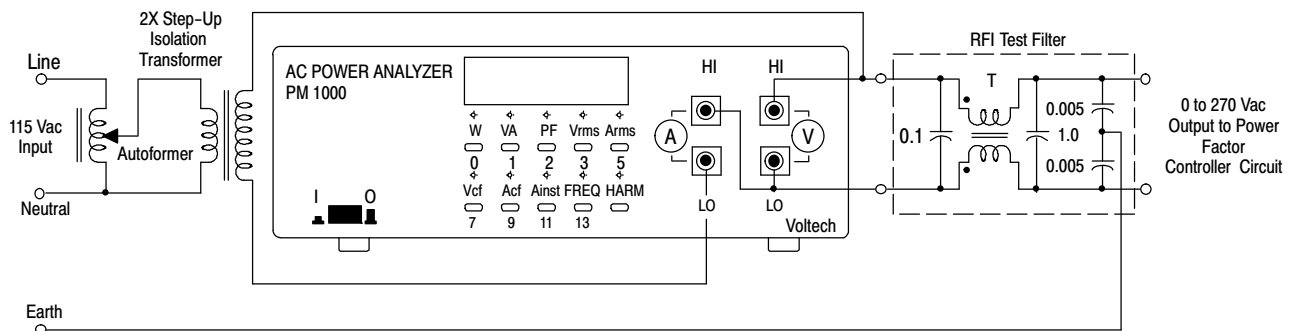 2X Step-Up
Isolation
Transformer
Line
115 Vac
Input
Autoformer
Neutral
Earth
AC POWER ANALYZER
PM 1000
W VA PF Vrms Arms
0 1 2 3 5
Vcf Acf Ainst FREQ HARM
7 9 11 13
I O
HI HI
A V
LO LO
Voltech
RFI Test Filter
T
0.1
1.0
0.005
0.005
0 to 270 Vac
Output to Power
Factor
Controller Circuit